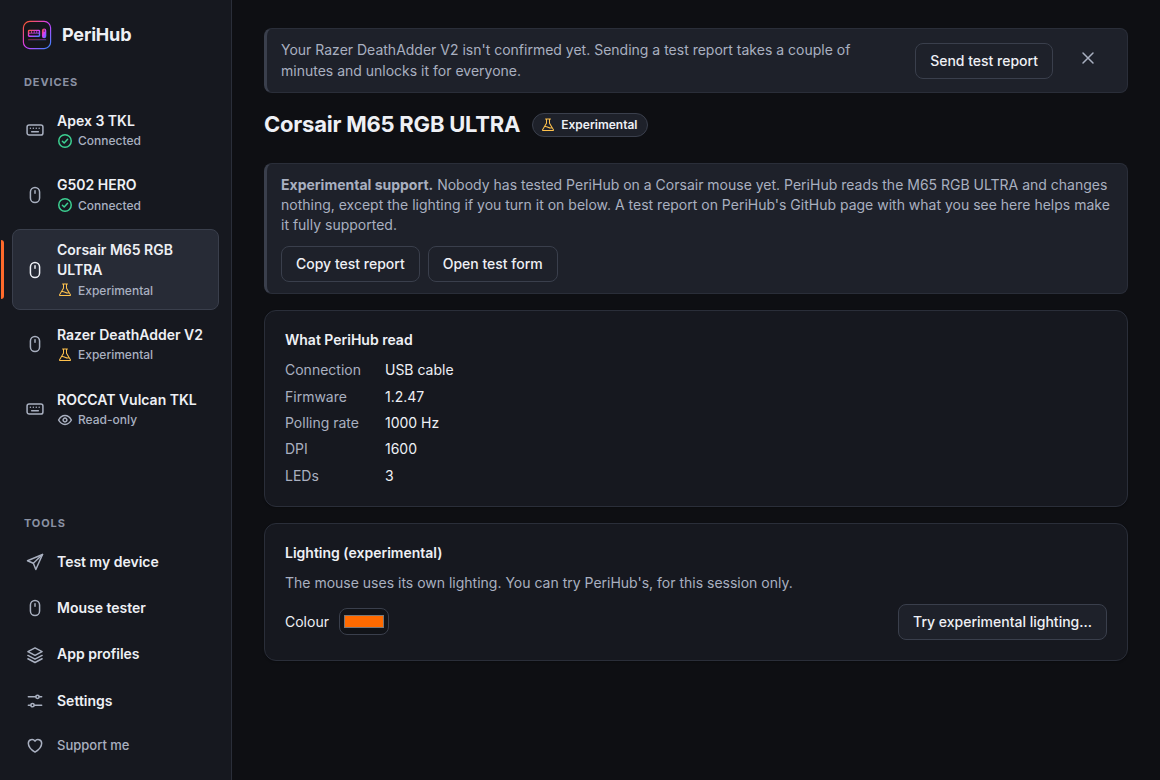 PeriHub
DEVICES
Apex 3 TKL
Connected
G502 HERO
Connected
Corsair M65 RGB
ULTRA
Experimental
Razer DeathAdder V2
Experimental
ROCCAT Vulcan TKL
Read-only
TOOLS
Test my device
Mouse tester
App profiles
Settings
Support me
Your Razer DeathAdder V2 isn't confirmed yet. Sending a test report takes a couple of
minutes and unlocks it for everyone.
Send test report
Corsair M65 RGB ULTRA
Experimental
Experimental support. Nobody has tested PeriHub on a Corsair mouse yet. PeriHub reads the M65 RGB ULTRA and changes
nothing, except the lighting if you turn it on below. A test report on PeriHub's GitHub page with what you see here helps make
it fully supported.
Copy test report
Open test form
What PeriHub read
Connection USB cable
Firmware 1.2.47
Polling rate 1000 Hz
DPI 1600
LEDs 3
Lighting (experimental)
The mouse uses its own lighting. You can try PeriHub's, for this session only.
Colour
Try experimental lighting...